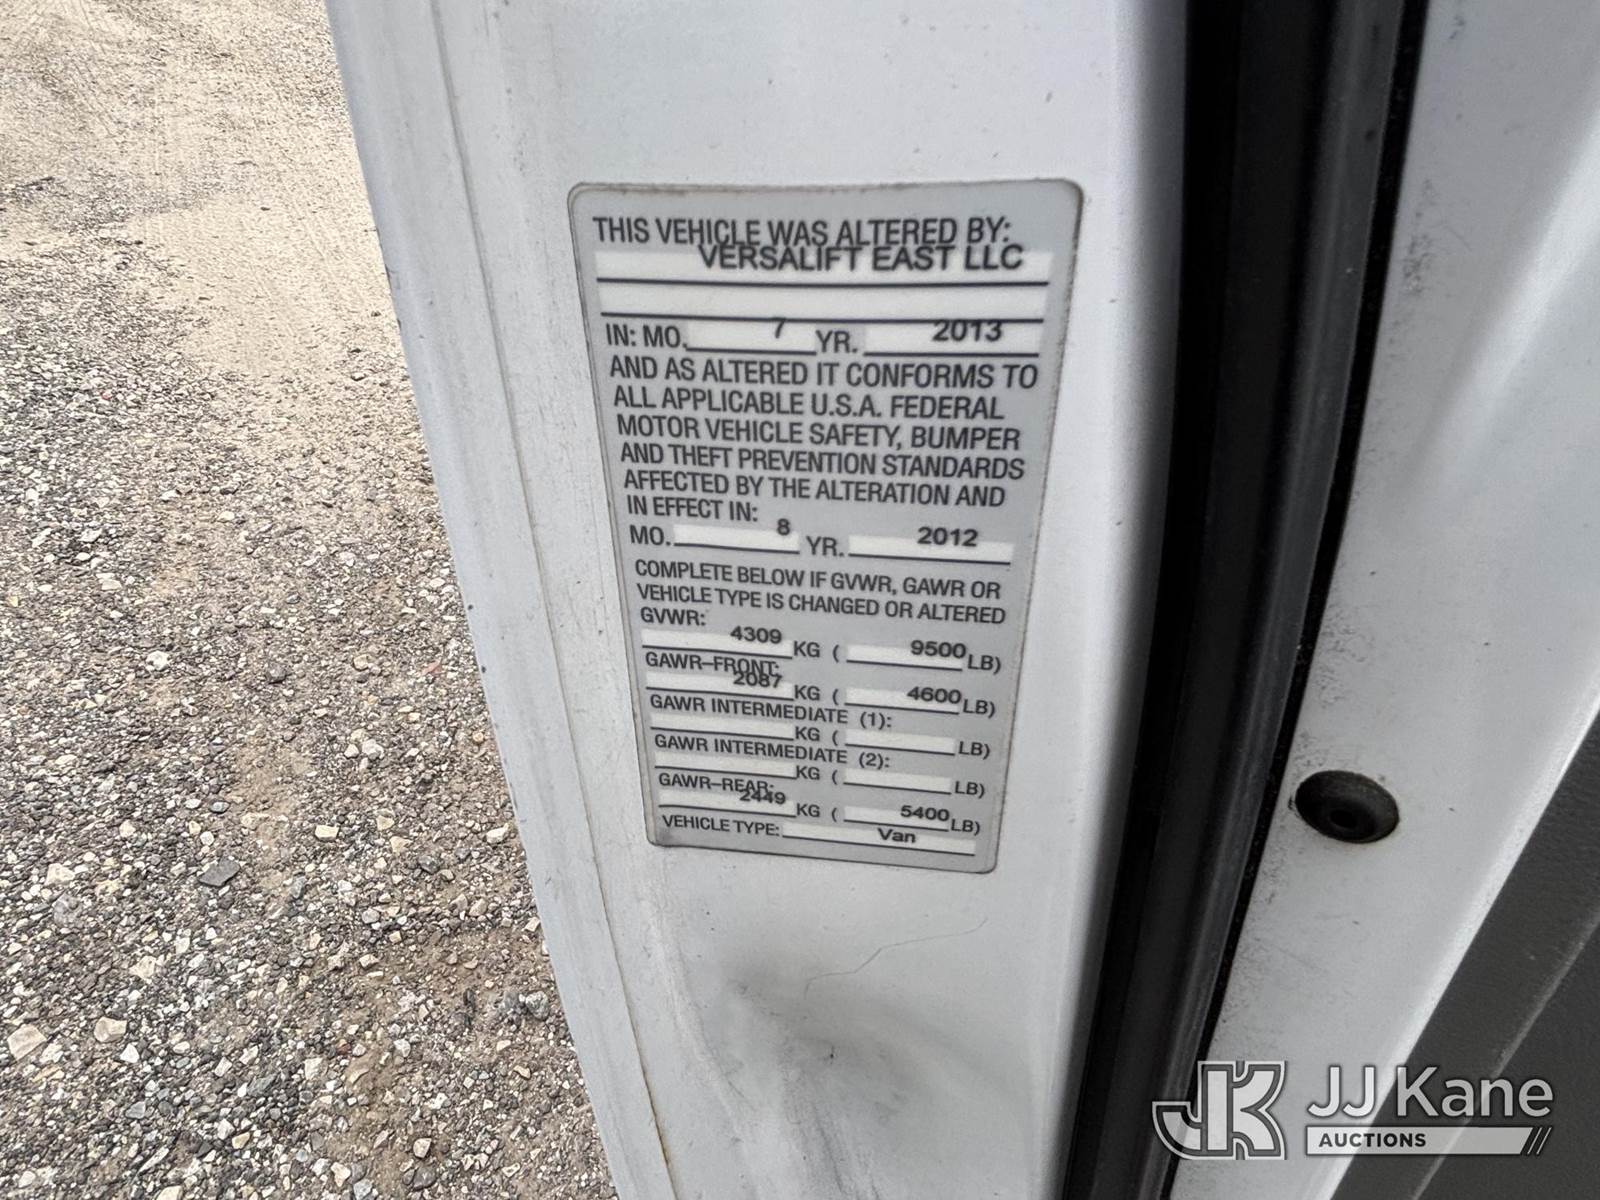 THIS VEHICLE WAS ALTERED BY:
VERSALIFT EAST LLC
IN: MO. 7 YR. 2013
AND AS ALTERED IT CONFORMS TO
ALL APPLICABLE U.S.A. FEDERAL
MOTOR VEHICLE SAFETY, BUMPER
AND THEFT PREVENTION STANDARDS
AFFECTED BY THE ALTERATION AND
IN EFFECT IN:
MO. 8 YR. 2012
COMPLETE BELOW IF GVWR, GAWR OR
VEHICLE TYPE IS CHANGED OR ALTERED
GVWR:
4309 KG ( 9500 LB)
GAWR–FRONT:
2087 KG ( 4600 LB)
GAWR INTERMEDIATE (1):
KG ( LB)
GAWR INTERMEDIATE (2):
KG ( LB)
GAWR–REAR:
2449 KG ( 5400 LB)
VEHICLE TYPE: Van
JK JJ Kane
AUCTIONS